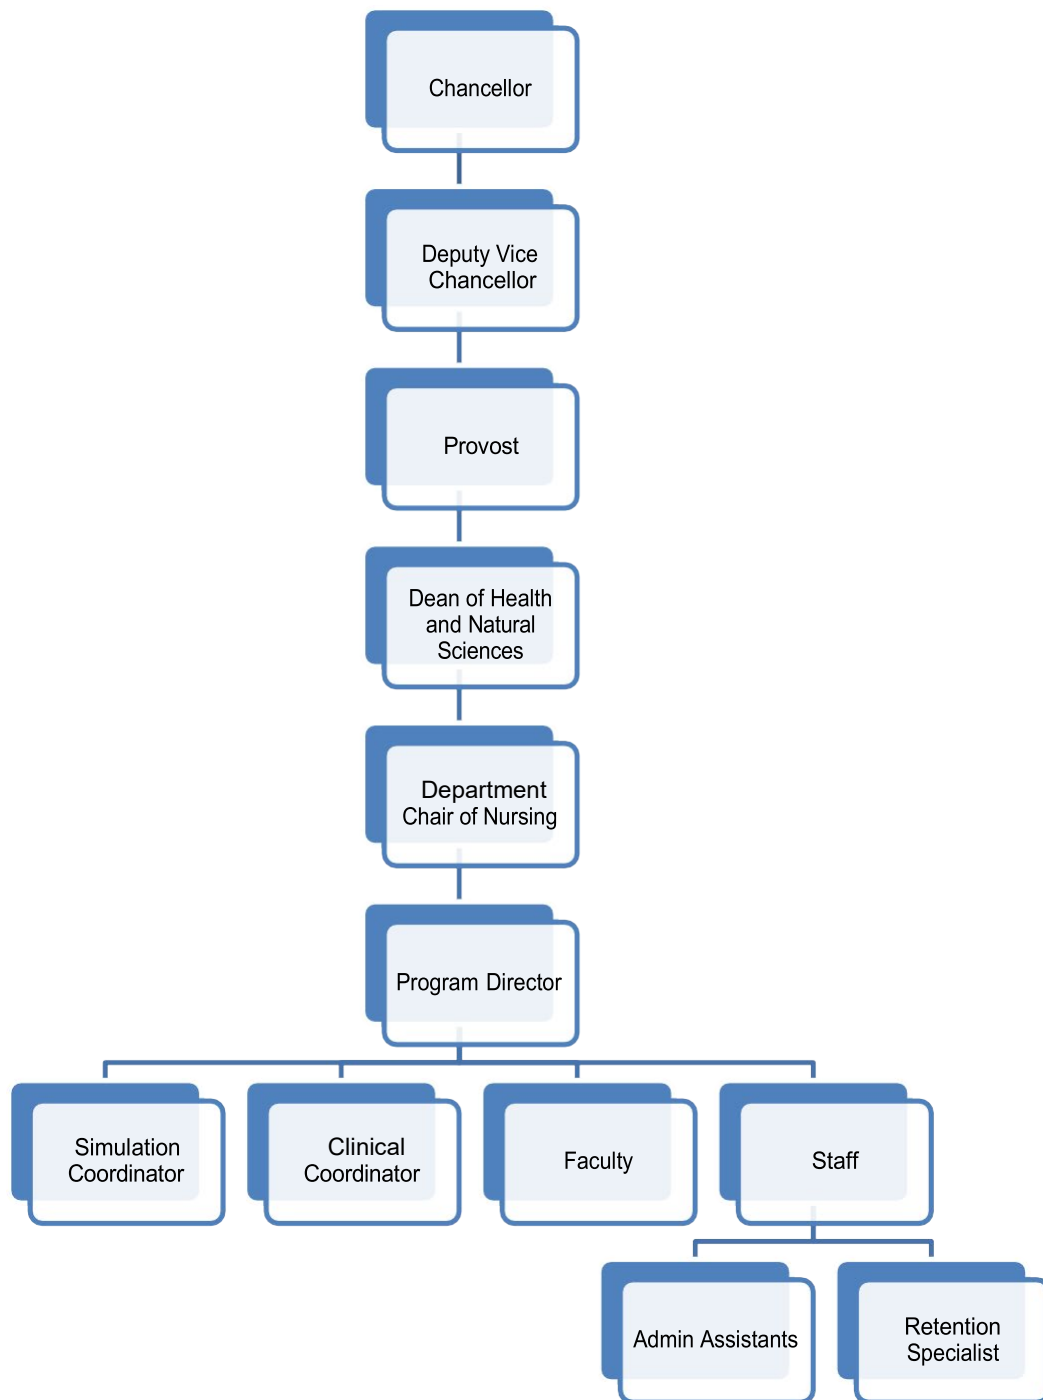 Chancellor
Deputy Vice
Chancellor
Provost
Dean of Health
and Natural
Sciences
Department
Chair of Nursing
Program Director
Simulation
Coordinator
Clinical
Coordinator
Faculty
Staff
Admin Assistants
Retention
Specialist